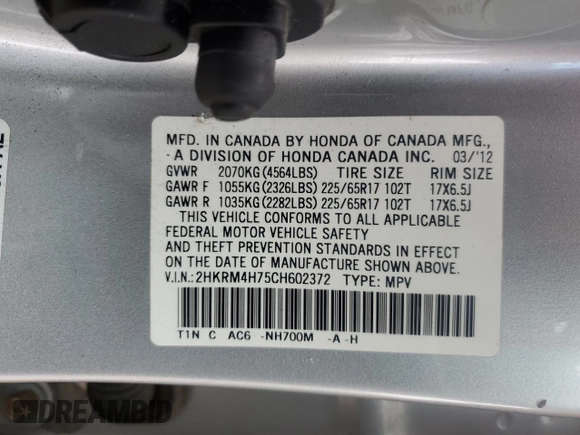 MFD. IN CANADA BY HONDA OF CANADA MFG.,
A DIVISION OF HONDA CANADA INC. 03/'12
GVWR 2070KG(4564LBS) TIRE SIZE RIM SIZE
GAWR F 1055KG(2326LBS) 225/65R17 102T 17X6.5J
GAWR R 1035KG(2282LBS) 225/65R17 102T 17X6.5J
THIS VEHICLE CONFORMS TO ALL APPLICABLE
FEDERAL MOTOR VEHICLE SAFETY
AND THEFT PREVENTION STANDARDS IN EFFECT
ON THE DATE OF MANUFACTURE SHOWN ABOVE.
V.I.N.: 2HKRM4H75CH602372 TYPE: MPV
T1N C AC6 -NH700M -A -H
DREAMBID